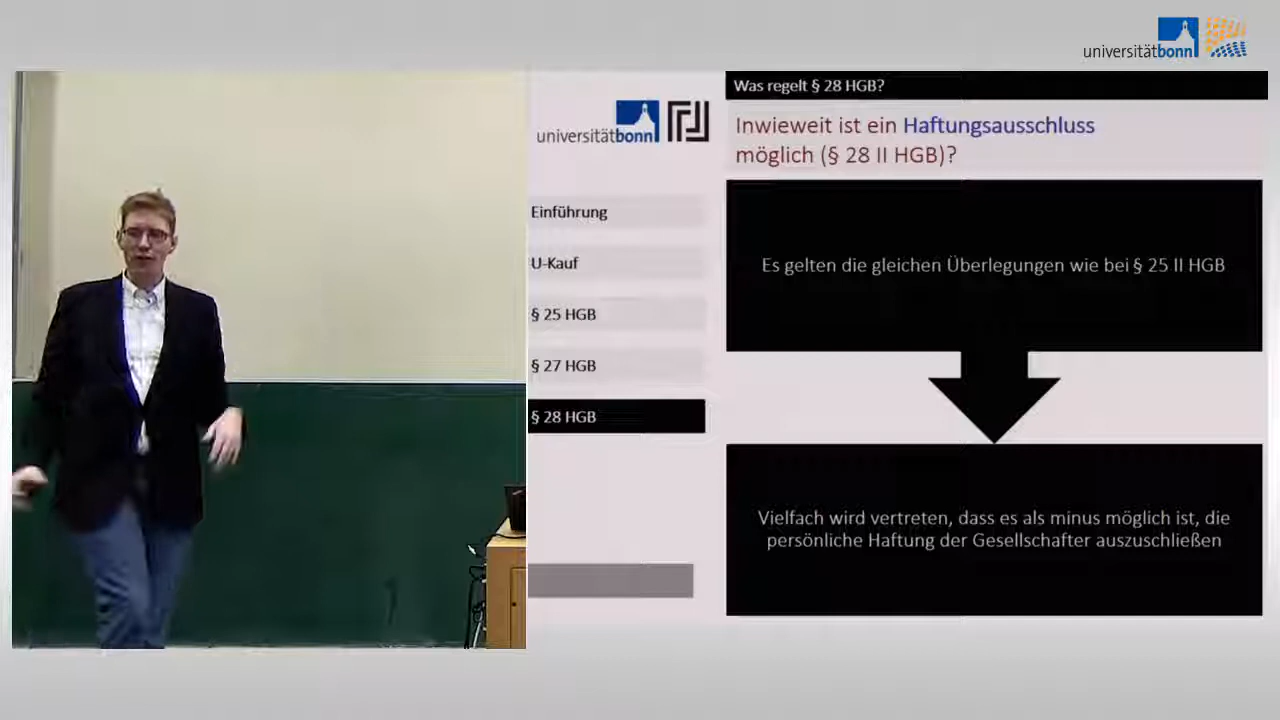 universitätbonn
universitätbonn
Einführung
U-Kauf
§ 25 HGB
§ 27 HGB
§ 28 HGB
Was regelt § 28 HGB?
Inwieweit ist ein Haftungsausschluss
möglich (§ 28 II HGB)?
Es gelten die gleichen Überlegungen wie bei § 25 II HGB
Vielfach wird vertreten, dass es als minus möglich ist, die
persönliche Haftung der Gesellschafter auszuschließen